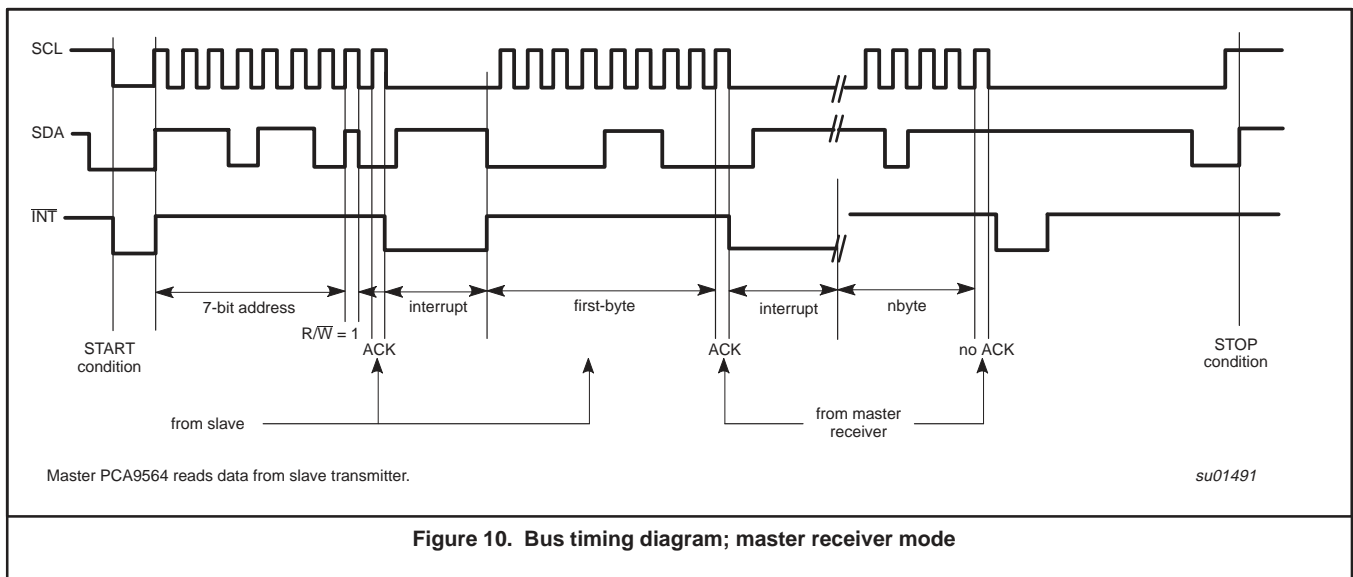 SCL
SDA
INT
7-bit address
interrupt
first-byte
interrupt
nbyte
R/W = 1
START
condition
ACK
ACK
no ACK
STOP
condition
from slave
from master
receiver
Master PCA9564 reads data from slave transmitter.
su01491
Figure 10. Bus timing diagram; master receiver mode